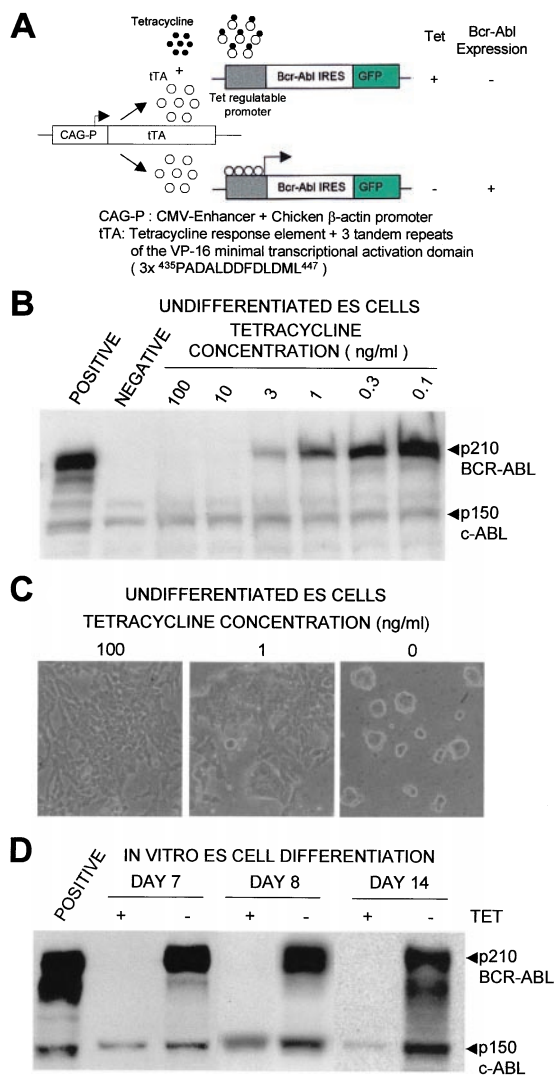 A
Tetracycline
Tet
Bcr-Abl
Expression
+
tTA
Bcr-Abl IRES
GFP
+
-
Tet regulatable
promoter
CAG-P
tTA
Bcr-Abl IRES
GFP
-
+
CAG-P : CMV-Enhancer + Chicken β-actin promoter
tTA: Tetracycline response element + 3 tandem repeats
of the VP-16 minimal transcriptional activation domain
( 3x ⁴³⁵PADALDDFDLDML⁴⁴⁷ )
B
UNDIFFERENTIATED ES CELLS
TETRACYCLINE
CONCENTRATION ( ng/ml )
POSITIVE
NEGATIVE
100
10
3
1
0.3
0.1
◄p210
BCR-ABL
◄p150
c-ABL
C
UNDIFFERENTIATED ES CELLS
TETRACYCLINE CONCENTRATION (ng/ml)
100
1
0
D
IN VITRO ES CELL DIFFERENTIATION
POSITIVE
DAY 7
DAY 8
DAY 14
+ - + - + - TET
◄p210
BCR-ABL
◄p150
c-ABL